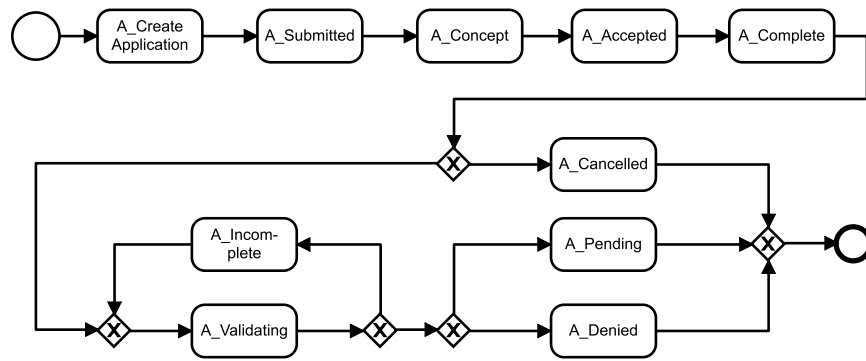 A_Create
Application
A_Submitted
A_Concept
A_Accepted
A_Complete
X
A_Cancelled
A_Incom-
plete
A_Pending
X
X
A_Validating
X
X
A_Denied